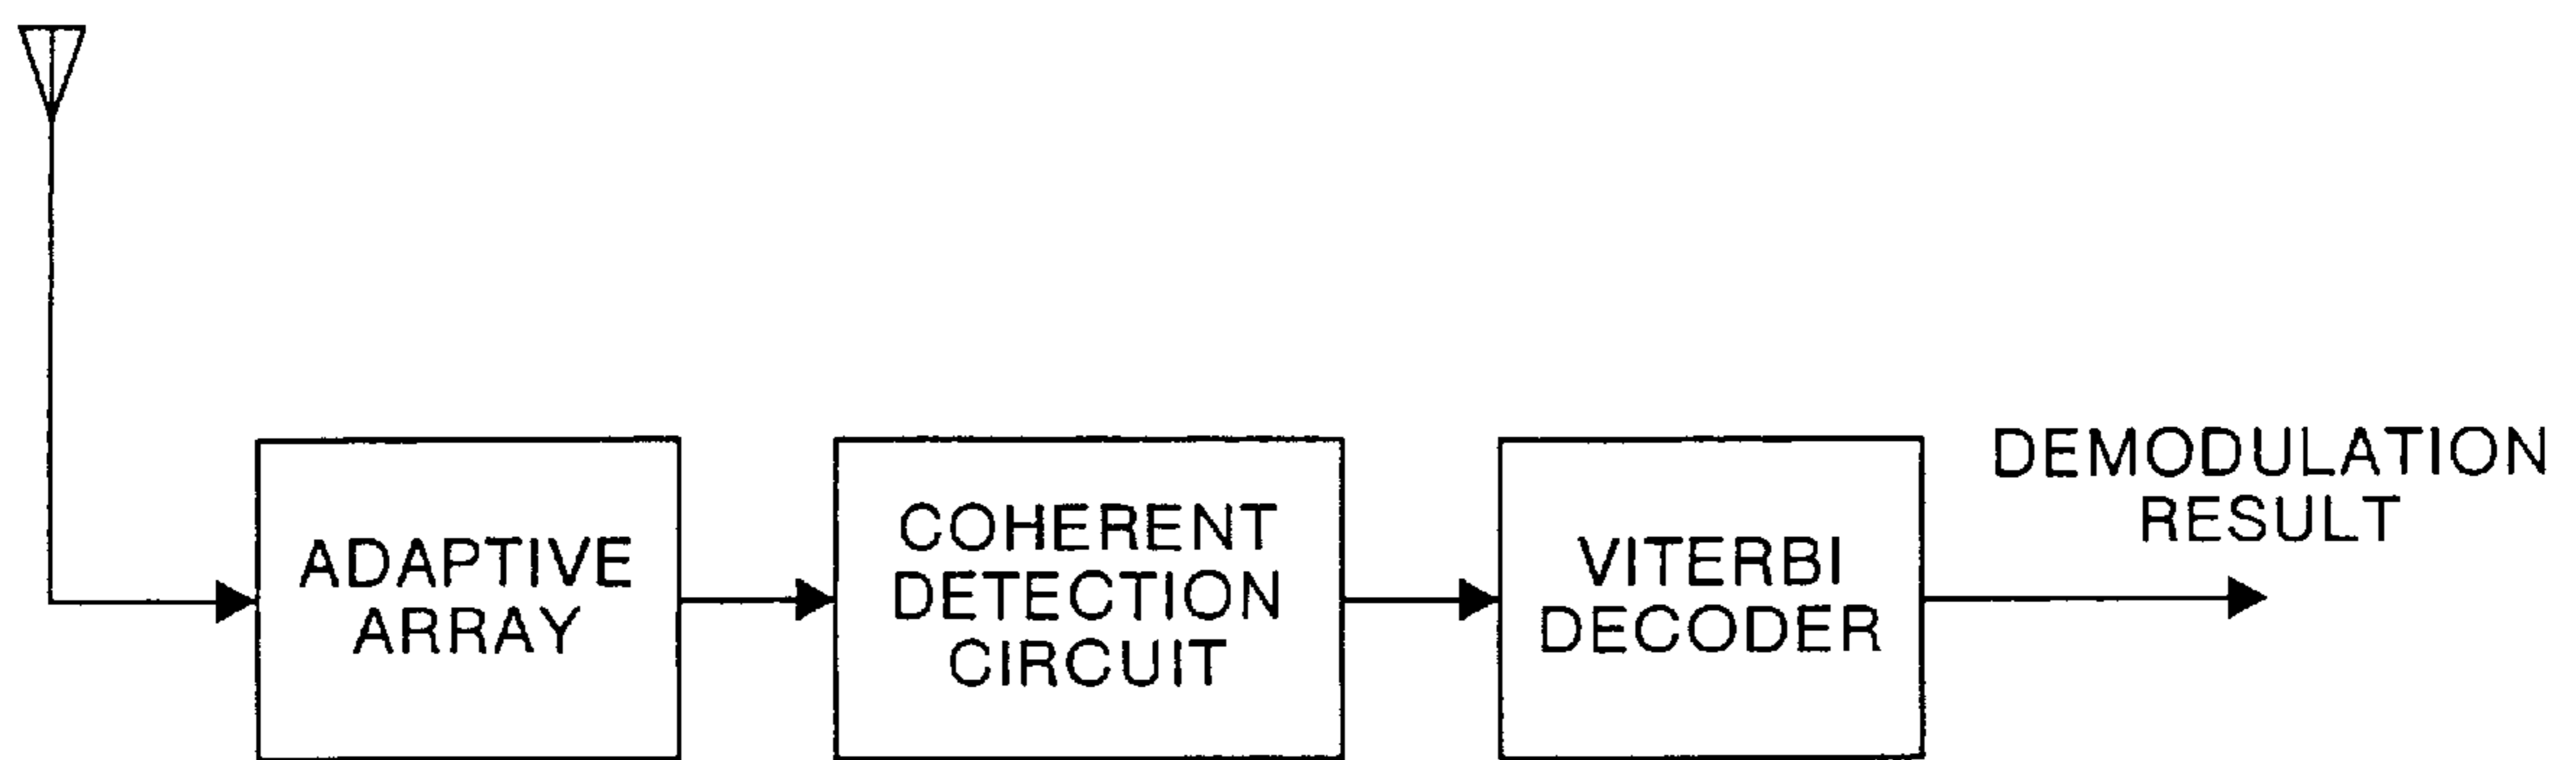 ADAPTIVE
ARRAY
COHERENT
DETECTION
CIRCUIT
VITERBI
DECODER
DEMODULATION
RESULT